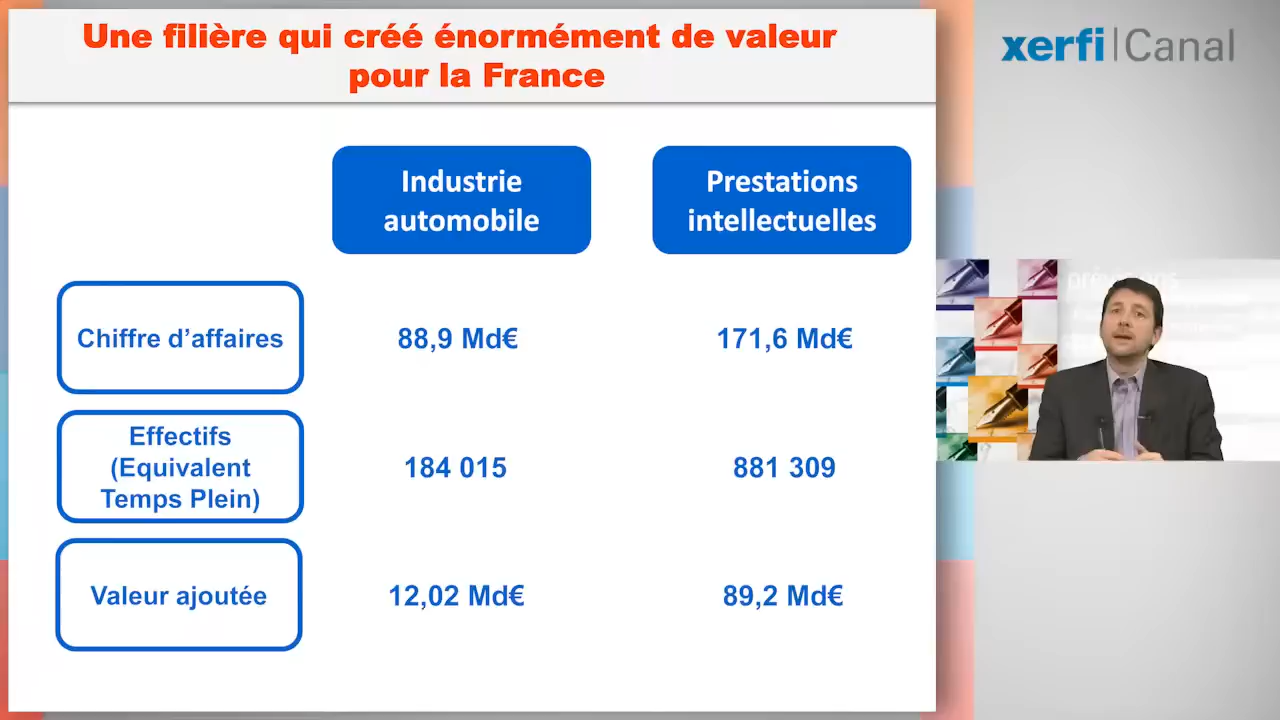 Une filière qui créé énormément de valeur
pour la France
xerfi Canal
Industrie
automobile
Prestations
intellectuelles
Chiffre d'affaires
88,9 Md€
171,6 Md€
Effectifs
(Equivalent
Temps Plein)
184 015
881 309
Valeur ajoutée
12,02 Md€
89,2 Md€